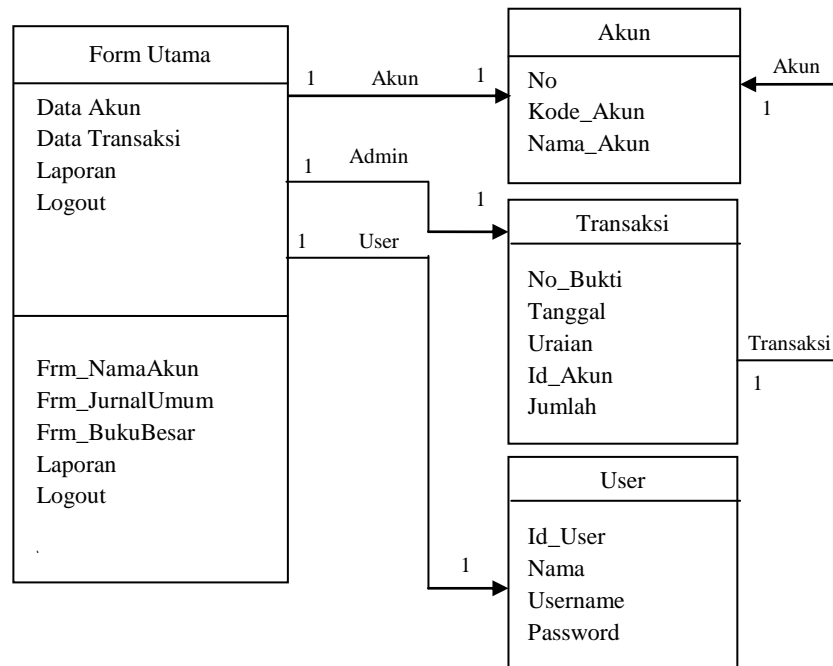 Form Utama
Data Akun
Data Transaksi
Laporan
Logout
Frm_NamaAkun
Frm_JurnalUmum
Frm_BukuBesar
Laporan
Logout
.
1 Akun 1
1 Admin
1
1 User
1
Akun
No
Kode_Akun
Nama_Akun
Transaksi
No_Bukti
Tanggal
Uraian
Id_Akun
Jumlah
User
Id_User
Nama
Username
Password
Akun
1
Transaksi
1